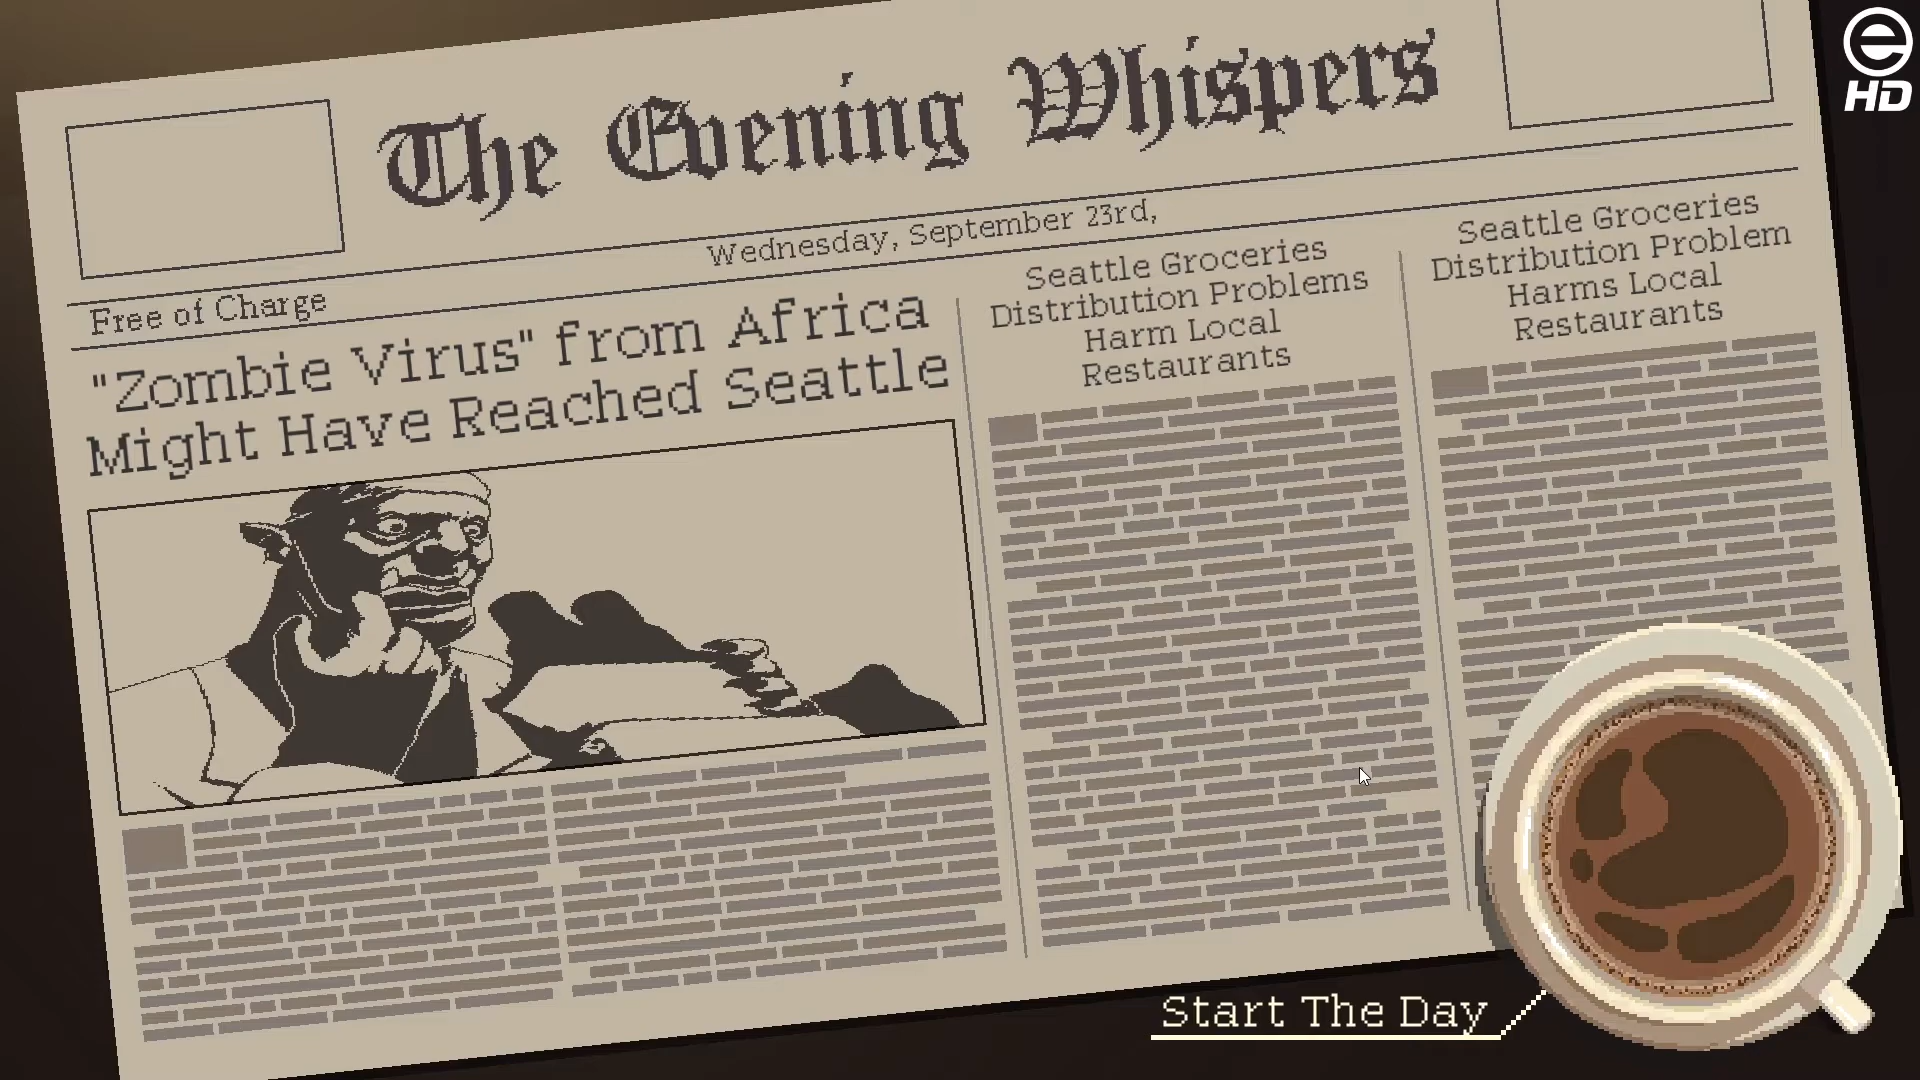 e
HD
The Evening Whispers
Wednesday, September 23rd,
Free of Charge
"Zombie Virus" from Africa
Might Have Reached Seattle
Seattle Groceries
Distribution Problems
Harm Local
Restaurants
Seattle Groceries
Distribution Problem
Harms Local
Restaurants
Start The Day